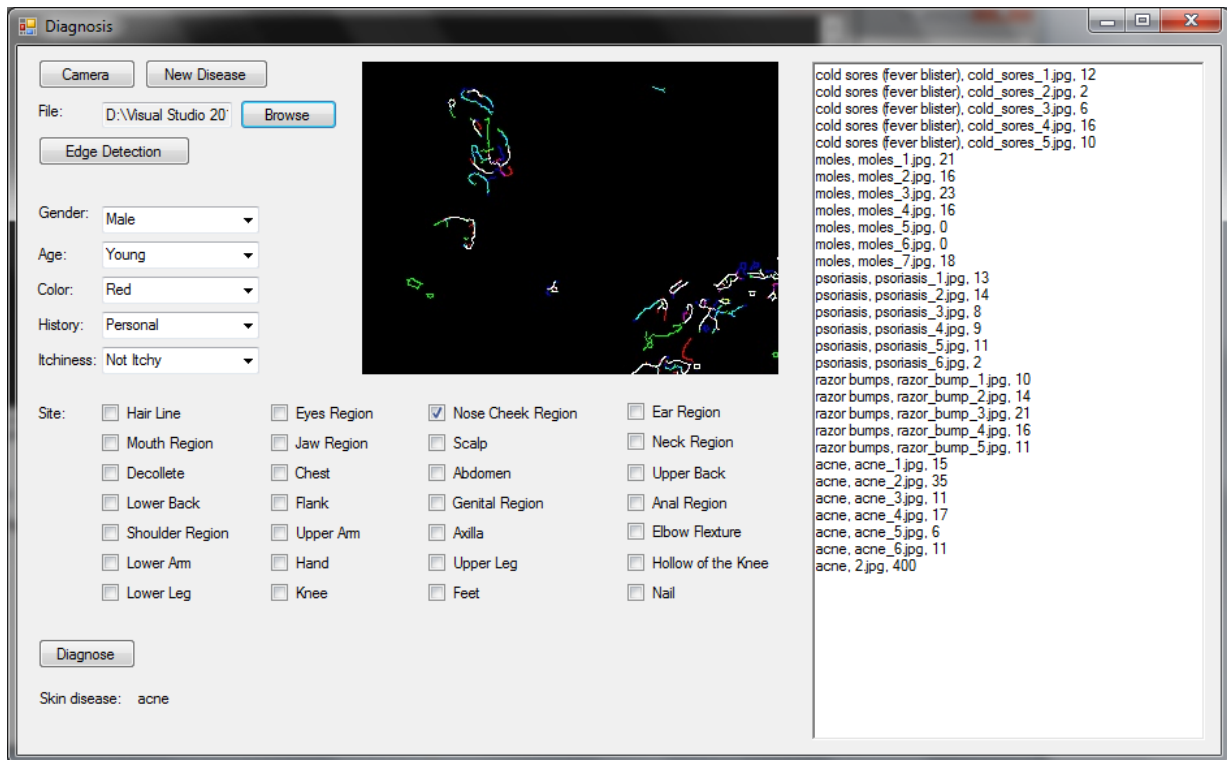 Diagnosis
Camera New Disease
File: D:\Visual Studio 20 Browse
Edge Detection
Gender: Male
Age: Young
Color: Red
History: Personal
Itchiness: Not Itchy
Site: Hair Line Eyes Region Nose Cheek Region Ear Region
Mouth Region Jaw Region Scalp Neck Region
Decollete Chest Abdomen Upper Back
Lower Back Flank Genital Region Anal Region
Shoulder Region Upper Arm Axilla Elbow Flexture
Lower Arm Hand Upper Leg Hollow of the Knee
Lower Leg Knee Feet Nail
Diagnose
Skin disease: acne
cold sores (fever blister), cold_sores_1.jpg, 12
cold sores (fever blister), cold_sores_2.jpg, 2
cold sores (fever blister), cold_sores_3.jpg, 6
cold sores (fever blister), cold_sores_4.jpg, 16
cold sores (fever blister), cold_sores_5.jpg, 10
moles, moles_1.jpg, 21
moles, moles_2.jpg, 16
moles, moles_3.jpg, 23
moles, moles_4.jpg, 16
moles, moles_5.jpg, 0
moles, moles_6.jpg, 0
moles, moles_7.jpg, 18
psoriasis, psoriasis_1.jpg, 13
psoriasis, psoriasis_2.jpg, 14
psoriasis, psoriasis_3.jpg, 8
psoriasis, psoriasis_4.jpg, 9
psoriasis, psoriasis_5.jpg, 11
psoriasis, psoriasis_6.jpg, 2
razor bumps, razor_bump_1.jpg, 10
razor bumps, razor_bump_2.jpg, 14
razor bumps, razor_bump_3.jpg, 21
razor bumps, razor_bump_4.jpg, 16
razor bumps, razor_bump_5.jpg, 11
acne, acne_1.jpg, 15
acne, acne_2.jpg, 35
acne, acne_3.jpg, 11
acne, acne_4.jpg, 17
acne, acne_5.jpg, 6
acne, acne_6.jpg, 11
acne, 2.jpg, 400